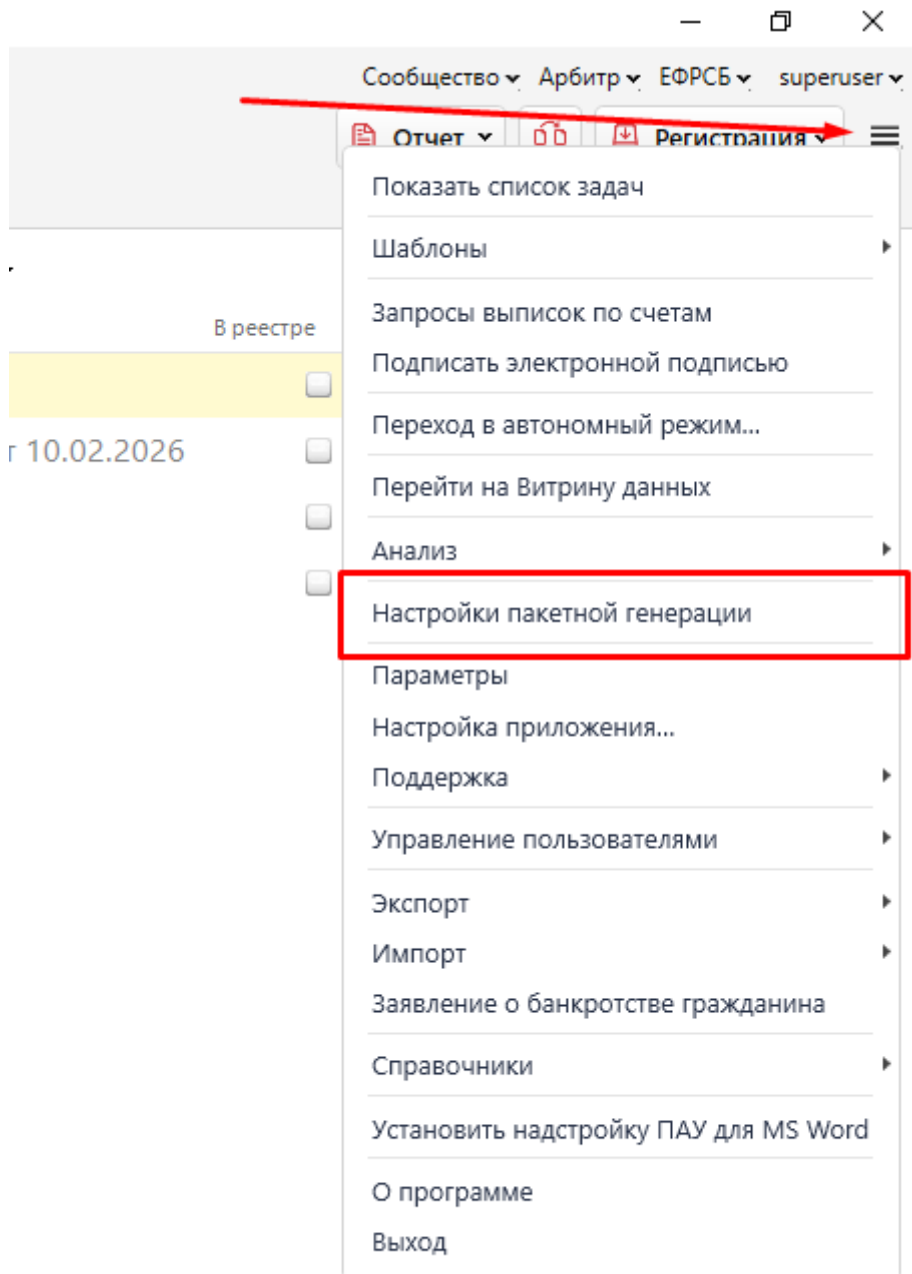 Сообщество Арбитр ЕФРСБ superuser
Отчет Регистрация
Показать список задач
Шаблоны
В реестре
Запросы выписок по счетам
Подписать электронной подписью
Переход в автономный режим...
т 10.02.2026
Перейти на Витрину данных
Анализ
Настройки пакетной генерации
Параметры
Настройка приложения...
Поддержка
Управление пользователями
Экспорт
Импорт
Заявление о банкротстве гражданина
Справочники
Установить надстройку ПАУ для MS Word
О программе
Выход